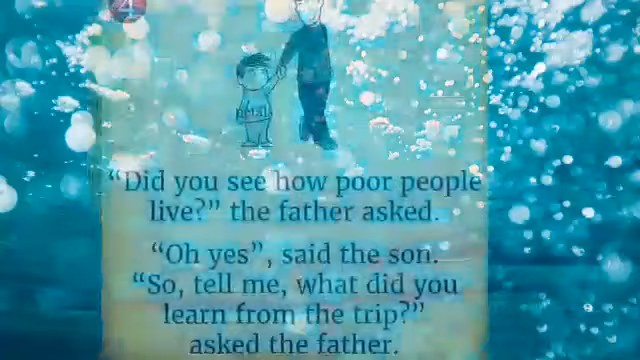 4
“Did you see how poor people
live?” the father asked.
“Oh yes”, said the son.
“So, tell me, what did you
learn from the trip?”
asked the father.